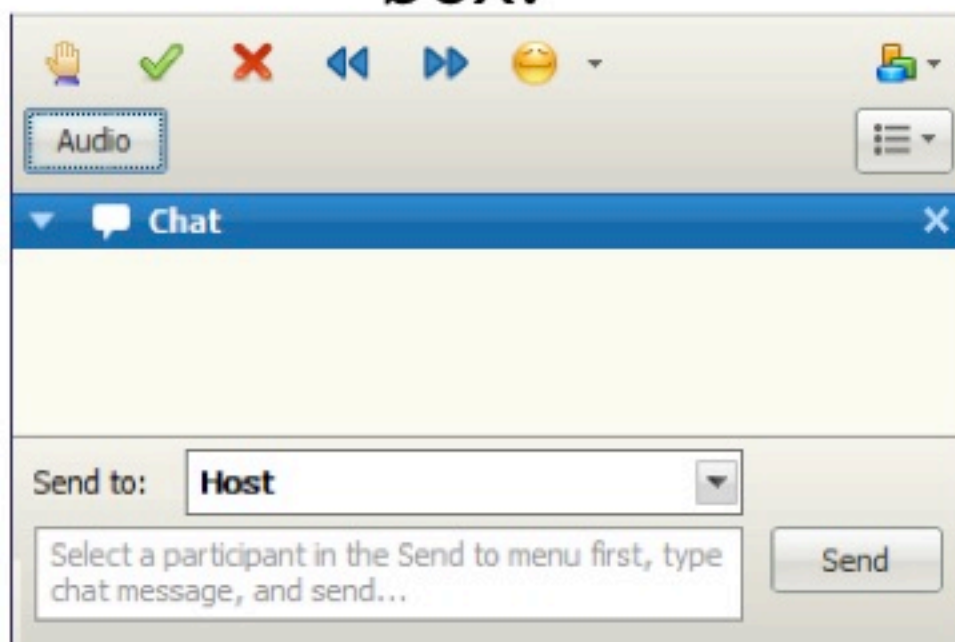 Audio
Chat
Send to: Host
Select a participant in the Send to menu first, type
chat message, and send...
Send